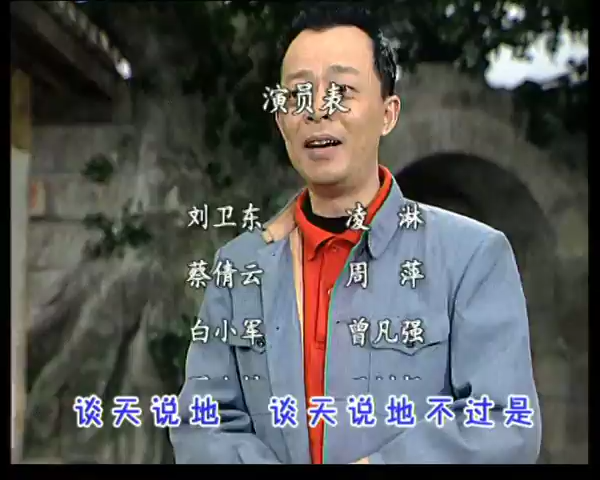 演员表
刘卫东 凌淋
蔡倩云 周萍
白小军 曾凡强
谈天说地 谈天说地不过是